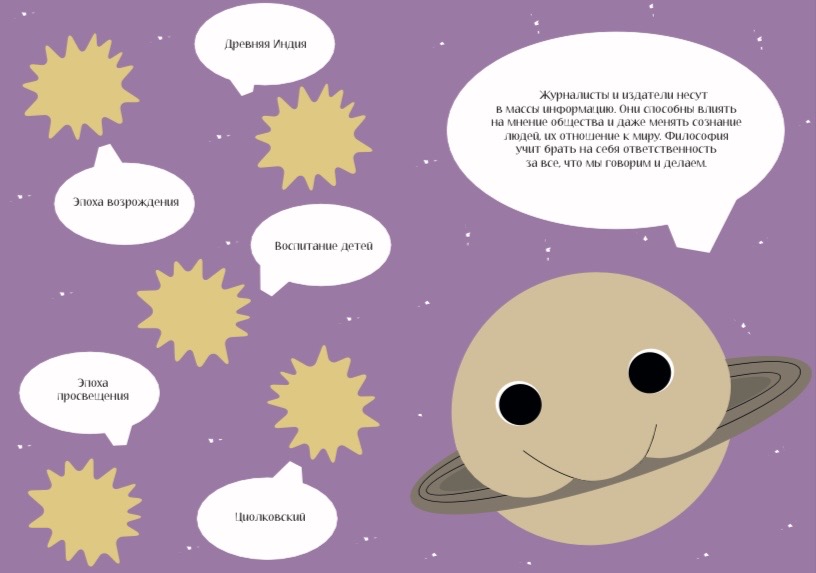 Древняя Индия
Эпоха возрождения
Воспитание детей
Эпоха
просвещения
Циолковский
Журналисты и издатели несут
в массы информацию. Они способны влиять
на мнение общества и даже менять сознание
людей, их отношение к миру. Философия
учит брать на себя ответственность
за все, что мы говорим и делаем.